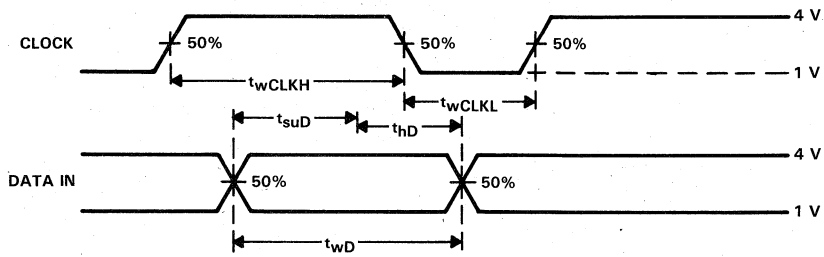 4 V
CLOCK
50%
50%
50%
twCLKH
1 V
twCLKL
tsuD
thD
4 V
DATA IN
50%
50%
1 V
twD